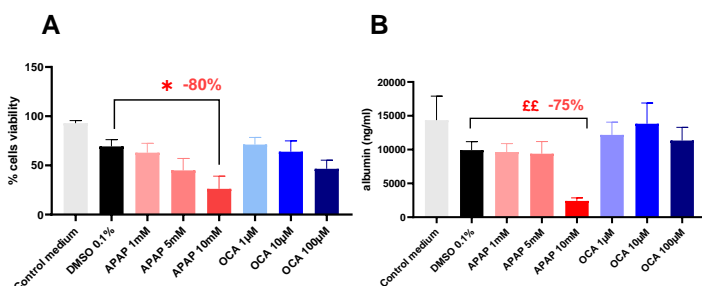 A
% cells viability
150
100
50
0
* -80%
Control medium
DMSO 0.1%
APAP 1mM
APAP 5mM
APAP 10mM
OCA 1µM
OCA 10µM
OCA 100µM
B
albumin (ng/ml)
20000
15000
10000
5000
0
££ -75%
Control medium
DMSO 0.1%
APAP 1mM
APAP 5mM
APAP 10mM
OCA 1µM
OCA 10µM
OCA 100µM